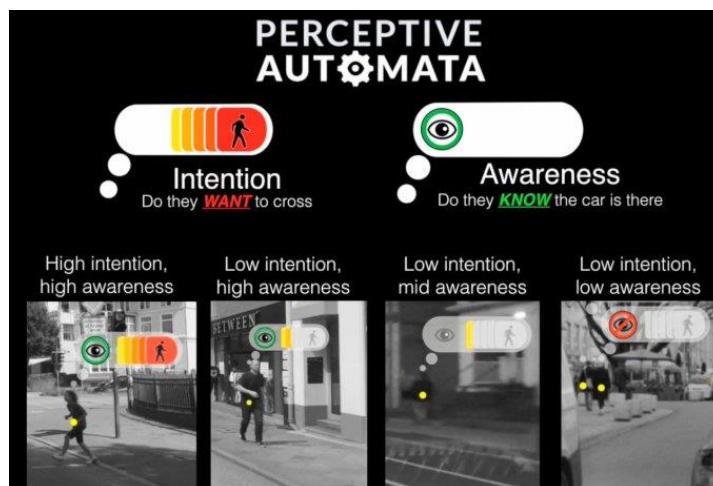 PERCEPTIVE
AUTOMATA
Intention
Do they WANT to cross
Awareness
Do they KNOW the car is there
High intention,
high awareness
Low intention,
high awareness
Low intention,
mid awareness
Low intention,
low awareness
BETWEEN